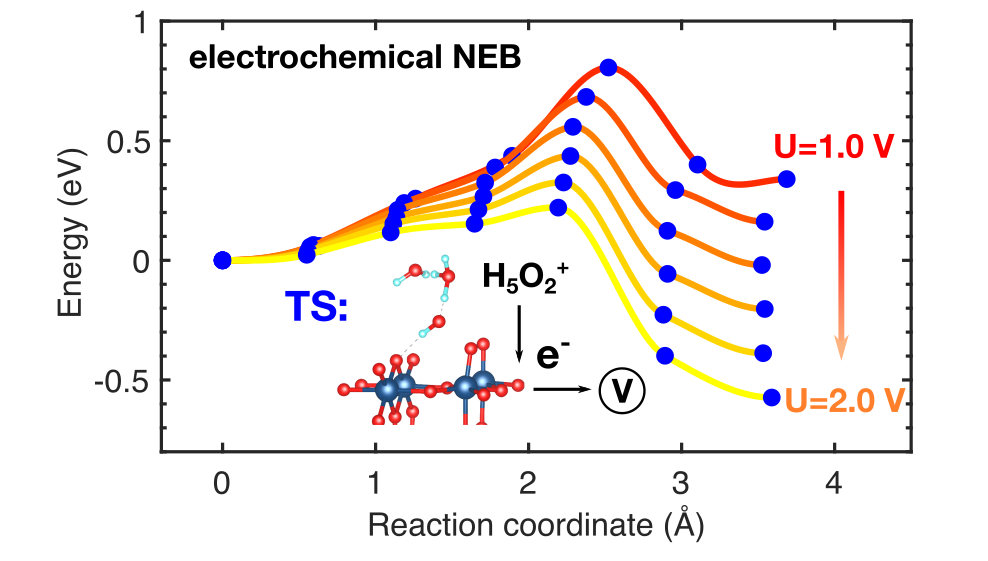 electrochemical NEB
1
0.5
0
-0.5
Energy (eV)
U=1.0 V
U=2.0 V
TS:
H₅O₂⁺
e⁻
V
0 1 2 3 4
Reaction coordinate (Å)